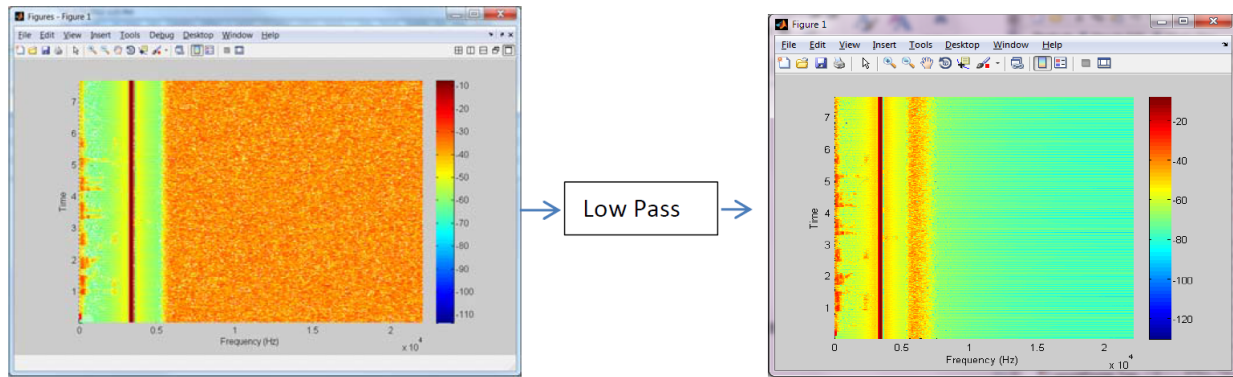 Figures - Figure 1
File Edit View Insert Tools Debug Desktop Window Help
7
6
5
4
3
2
1
Time
0 0.5 1 1.5 2
Frequency (Hz)
x 10^4
-10
-20
-30
-40
-50
-60
-70
-80
-90
-100
-110
Low Pass
Figure 1
File Edit View Insert Tools Desktop Window Help
7
6
5
4
3
2
1
Time
0 0.5 1 1.5 2
Frequency (Hz)
x 10^4
-20
-40
-60
-80
-100
-120